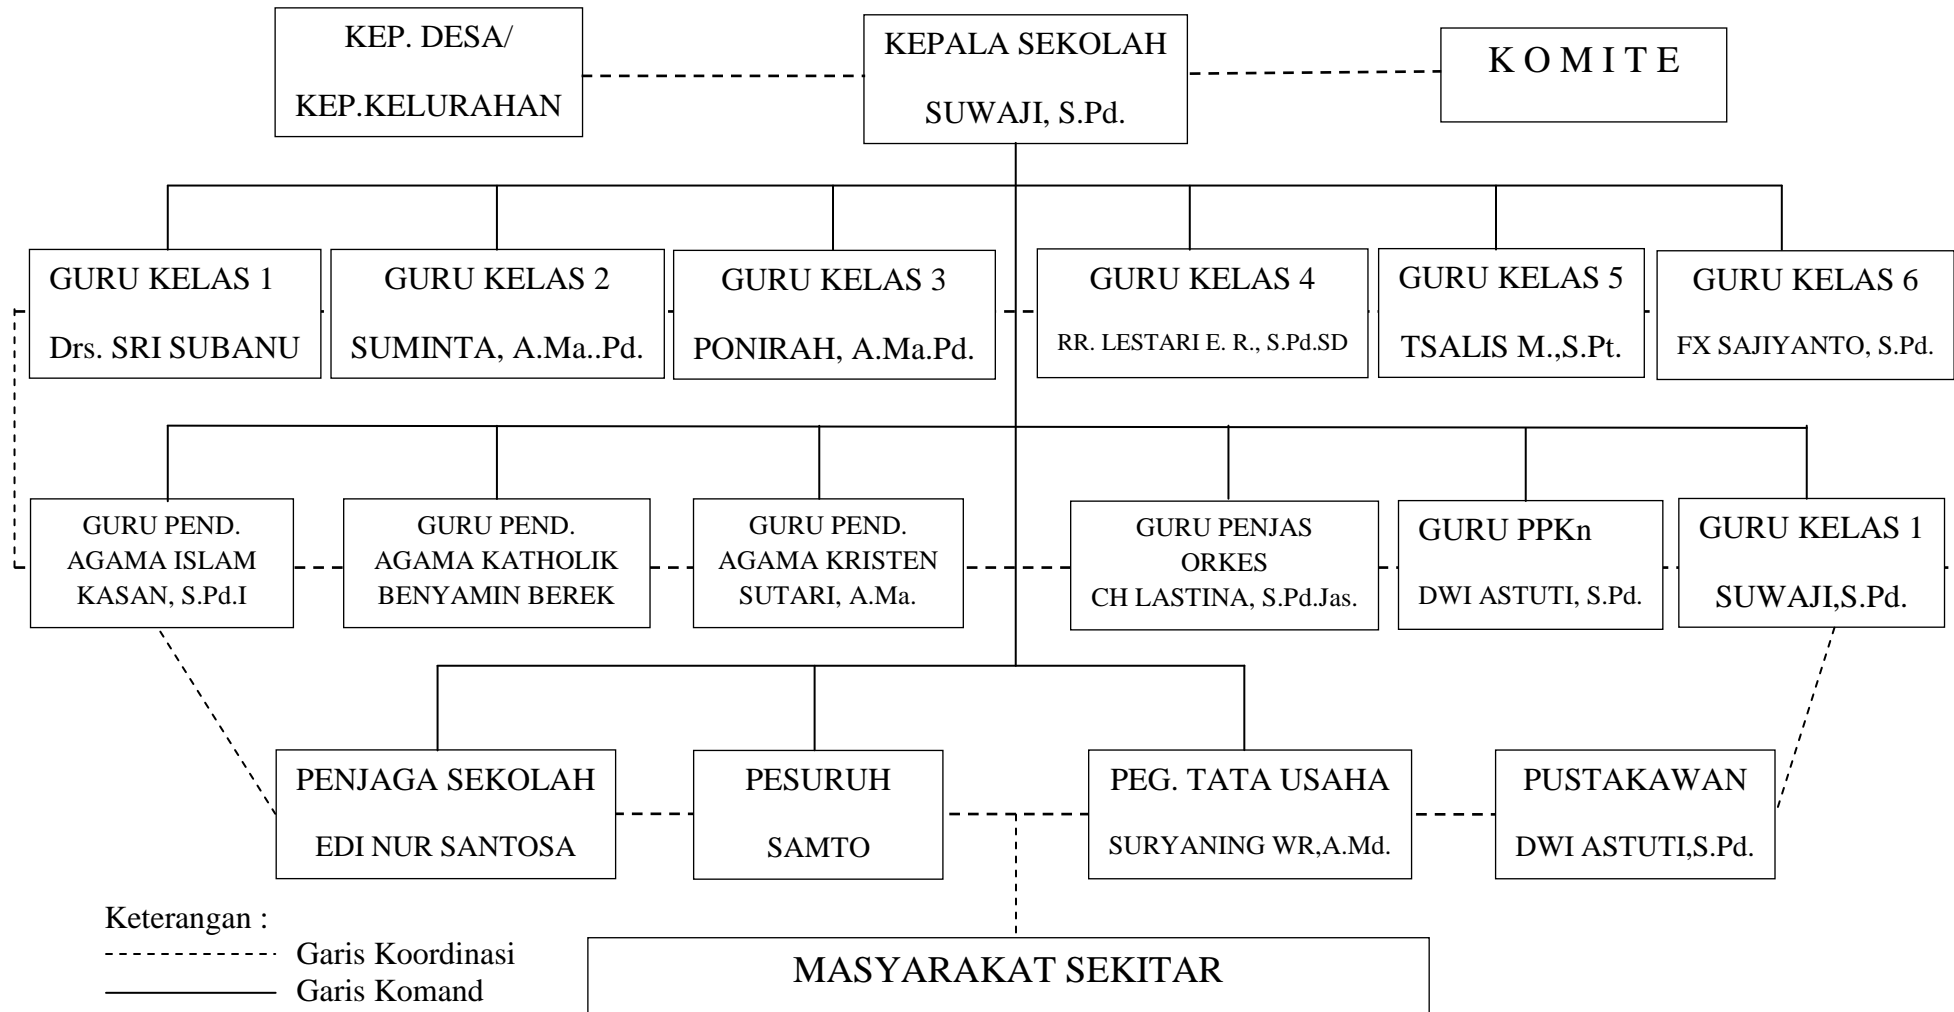 KEP. DESA/
KEP.KELURAHAN
KEPALA SEKOLAH
SUWAJI, S.Pd.
K O M I T E
GURU KELAS 1
Drs. SRI SUBANU
GURU KELAS 2
SUMINTA, A.Ma..Pd.
GURU KELAS 3
PONIRAH, A.Ma.Pd.
GURU KELAS 4
RR. LESTARI E. R., S.Pd.SD
GURU KELAS 5
TSALIS M.,S.Pt.
GURU KELAS 6
FX SAJIYANTO, S.Pd.
GURU PEND.
AGAMA ISLAM
KASAN, S.Pd.I
GURU PEND.
AGAMA KATHOLIK
BENYAMIN BEREK
GURU PEND.
AGAMA KRISTEN
SUTARI, A.Ma.
GURU PENJAS
ORKES
CH LASTINA, S.Pd.Jas.
GURU PPKn
DWI ASTUTI, S.Pd.
GURU KELAS 1
SUWAJI,S.Pd.
PENJAGA SEKOLAH
EDI NUR SANTOSA
PESURUH
SAMTO
PEG. TATA USAHA
SURYANING WR,A.Md.
PUSTAKAWAN
DWI ASTUTI,S.Pd.
Keterangan :
Garis Koordinasi
Garis Komand
MASYARAKAT SEKITAR